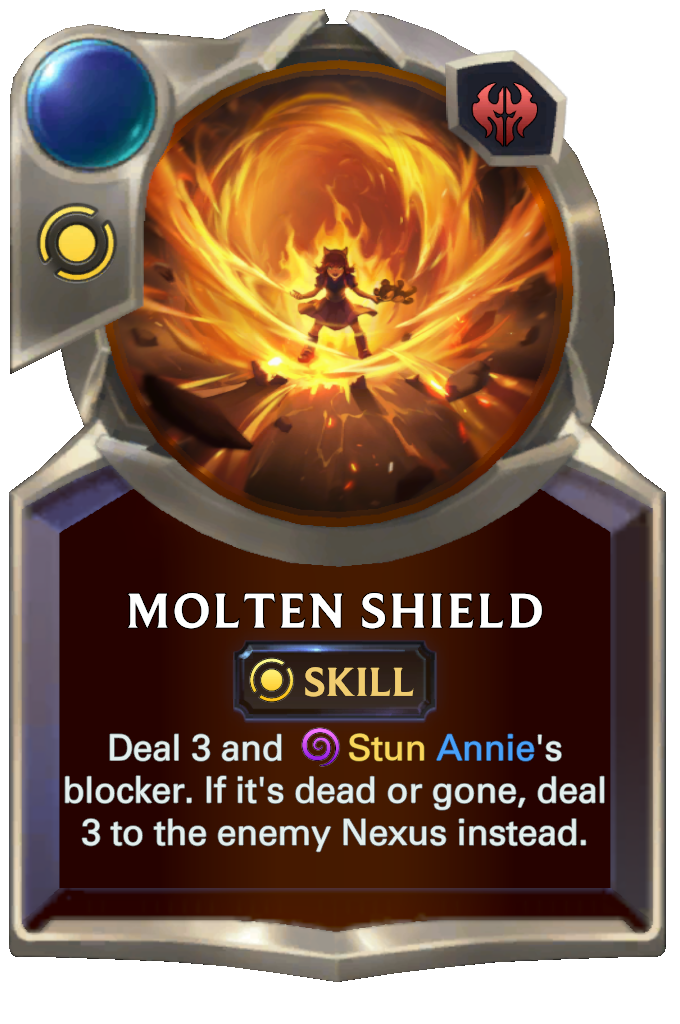 MOLTEN SHIELD
SKILL
Deal 3 and Stun Annie's
blocker. If it's dead or gone, deal
3 to the enemy Nexus instead.